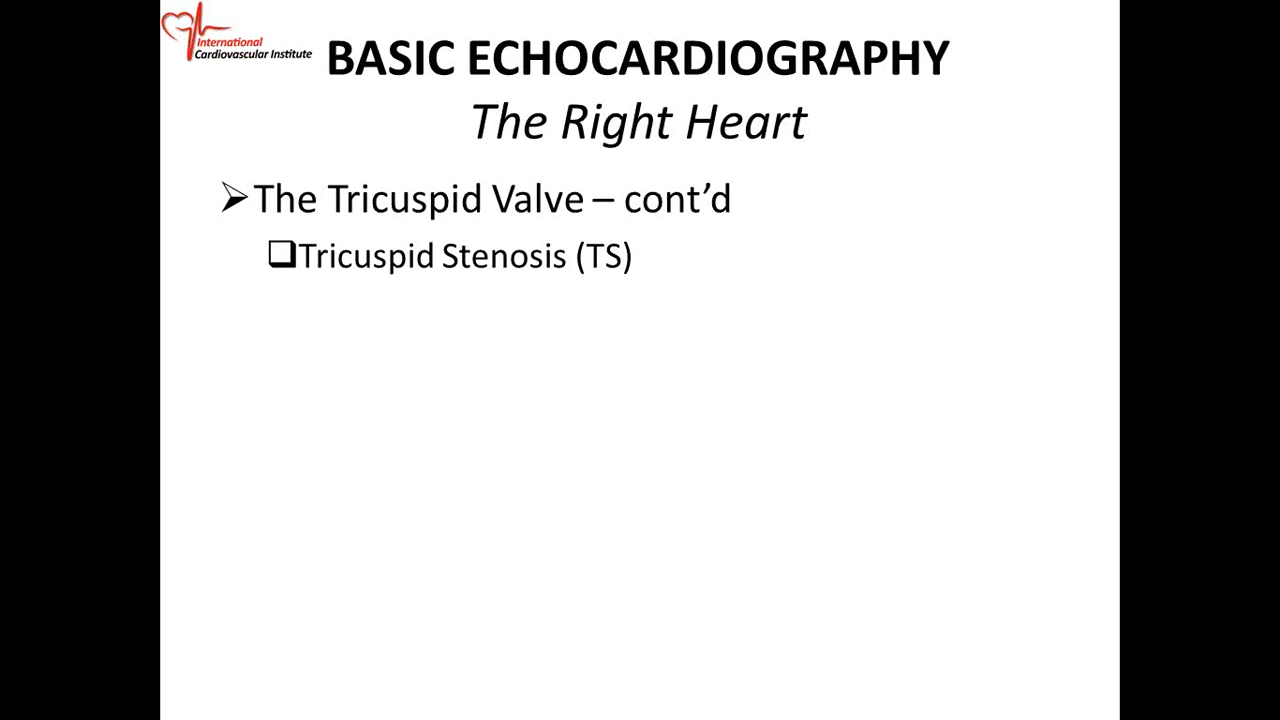 International
Cardiovascular Institute
BASIC ECHOCARDIOGRAPHY
The Right Heart
The Tricuspid Valve – cont’d
Tricuspid Stenosis (TS)